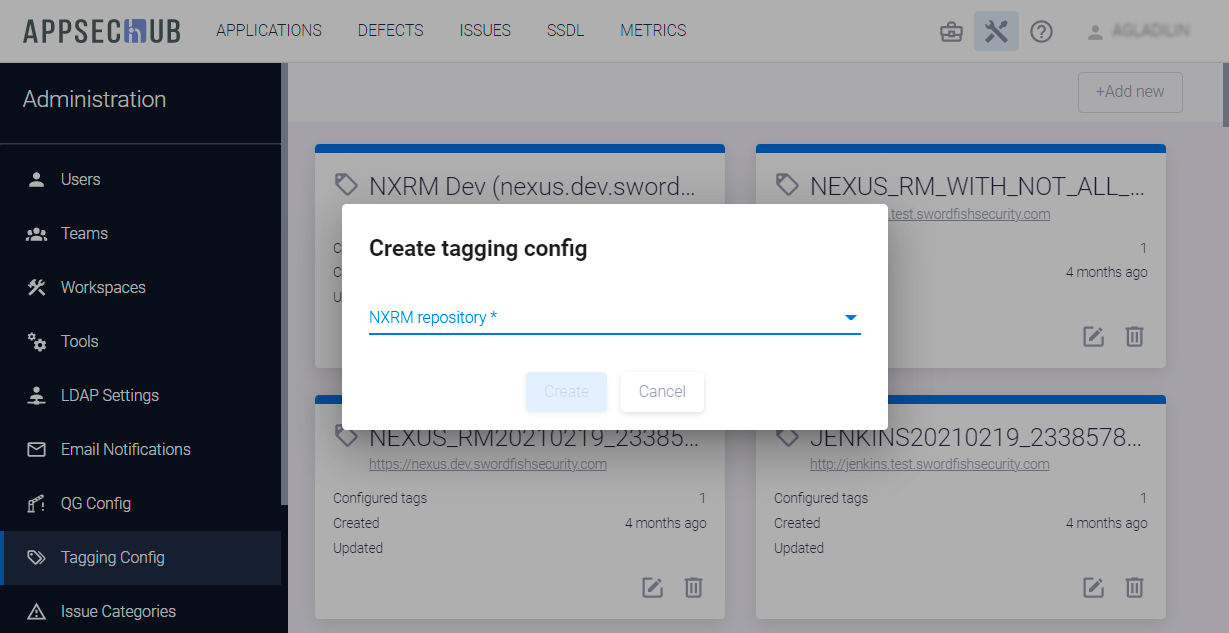 APPSECHUB
APPLICATIONS
DEFECTS
ISSUES
SSDL
METRICS
Administration
+Add new
Users
Teams
Workspaces
Tools
LDAP Settings
Email Notifications
QG Config
Tagging Config
Issue Categories
NXRM Dev (nexus.dev.sword...
NEXUS_RM_WITH_NOT_ALL_...
.test.swordfishsecurity.com
1
4 months ago
Create tagging config
NXRM repository *
Create
Cancel
NEXUS_RM20210219_23385...
https://nexus.dev.swordfishsecurity.com
Configured tags 1
Created 4 months ago
Updated
JENKINS20210219_2338578...
http://jenkins.test.swordfishsecurity.com
Configured tags 1
Created 4 months ago
Updated